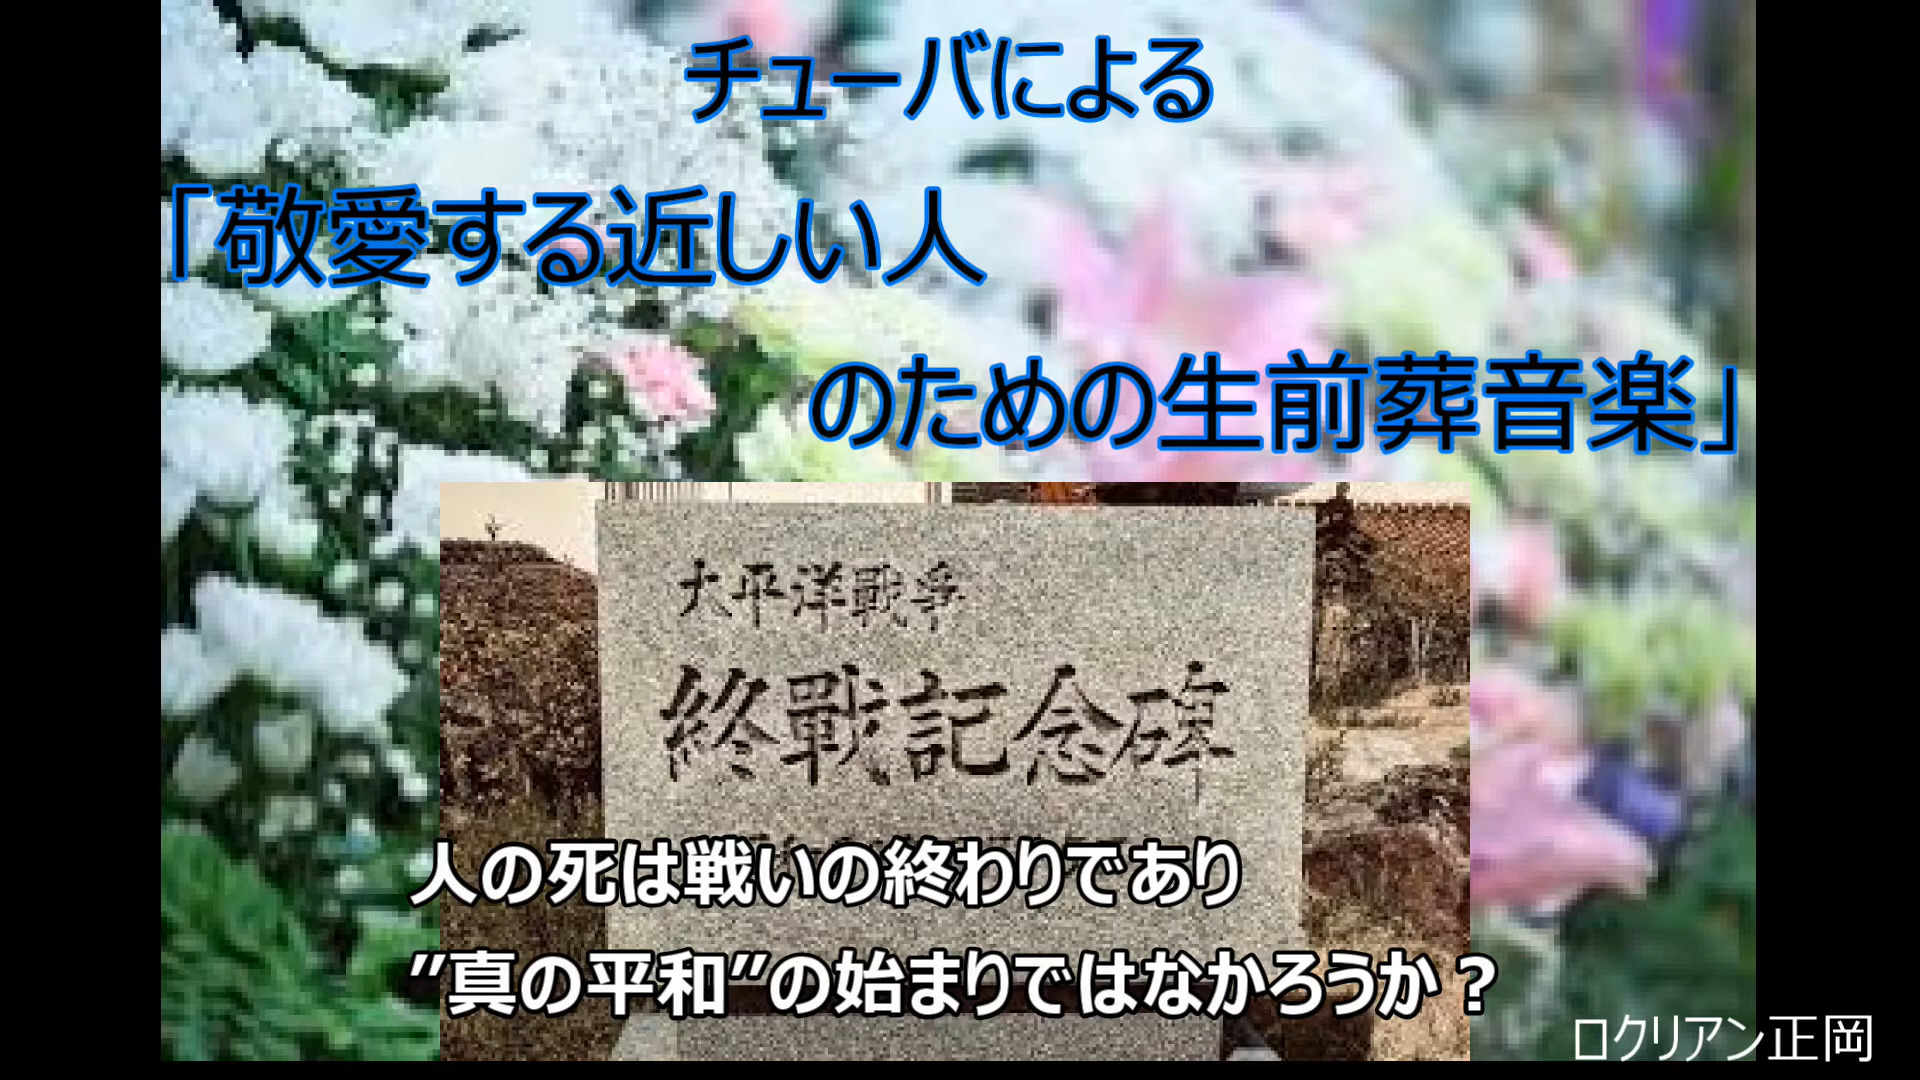 チューバによる
「敬愛する近しい人
のための生前葬音楽」
太平洋戦爭
終戰記念碑
人の死は戦いの終わりであり
”真の平和”の始まりではなかろうか？
ロクリアン正岡